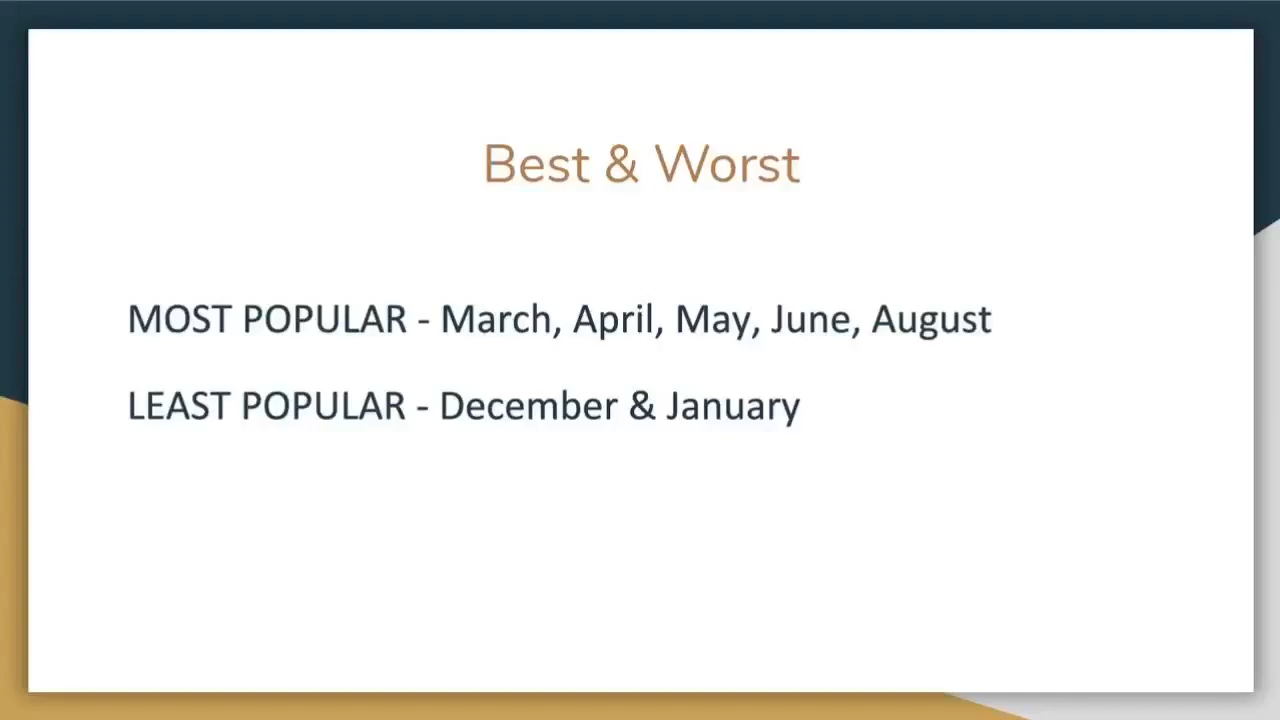 Best & Worst
MOST POPULAR - March, April, May, June, August
LEAST POPULAR - December & January